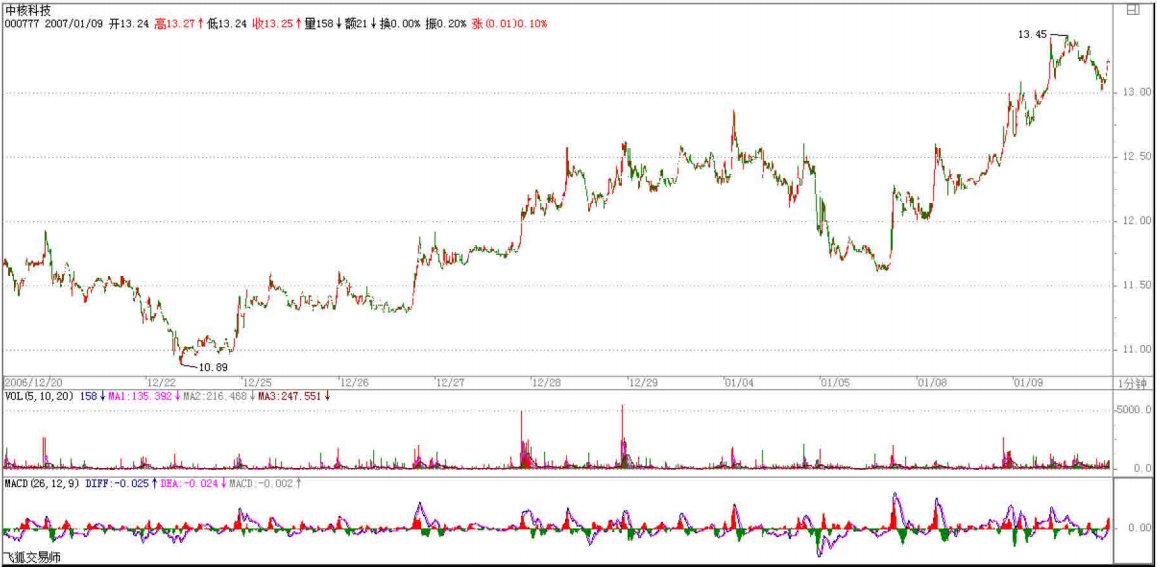 中核科技
000777 2007/01/09 开13.24 高13.27↑低13.24 收13.25↑量158↓额21↓换0.00% 振0.20% 涨(0.01)0.10%
13.45
13.00
12.50
12.00
11.50
11.00
10.89
2006/12/20 12/22 12/25 12/26 12/27 12/28 12/29 01/04 01/05 01/08 01/09 1分钟
VOL(5,10,20) 158↓MA1:135.392↓MA2:216.468↓MA3:247.551↓
5000.0
0.0
MACD(26,12,9) DIFF:-0.025↑DEA:-0.024↓MACD:-0.002↑
0.00
飞狐交易师